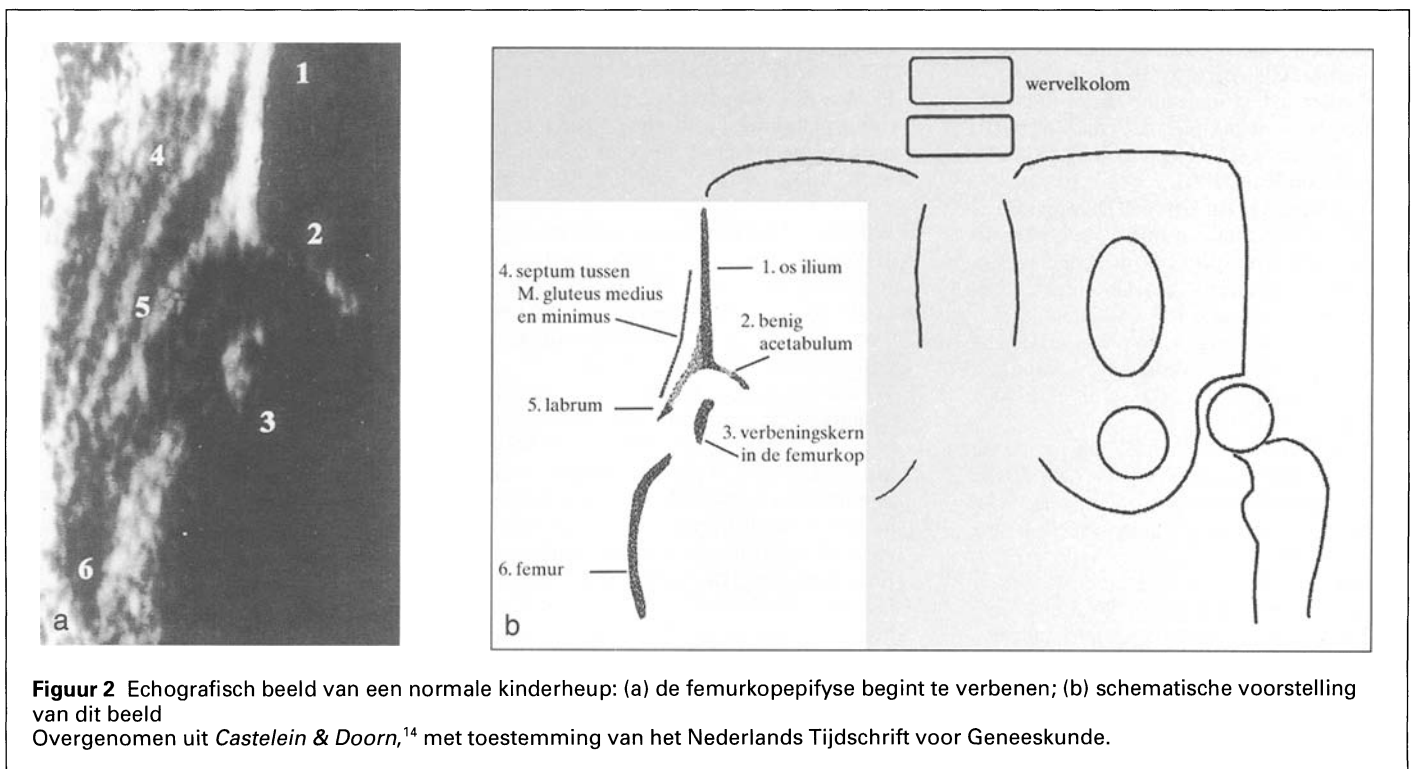 1
2
3
4
5
6
a
wervelkolom
4. septum tussen
M. gluteus medius
en minimus
1. os ilium
2. benig
acetabulum
5. labrum
3. verbeningskern
in de femurkop
6. femur
b
Figuur 2 Echografisch beeld van een normale kinderheup: (a) de femurkopepifyse begint te verbenen; (b) schematische voorstelling
van dit beeld
Overgenomen uit Castelein & Doorn,14 met toestemming van het Nederlands Tijdschrift voor Geneeskunde.